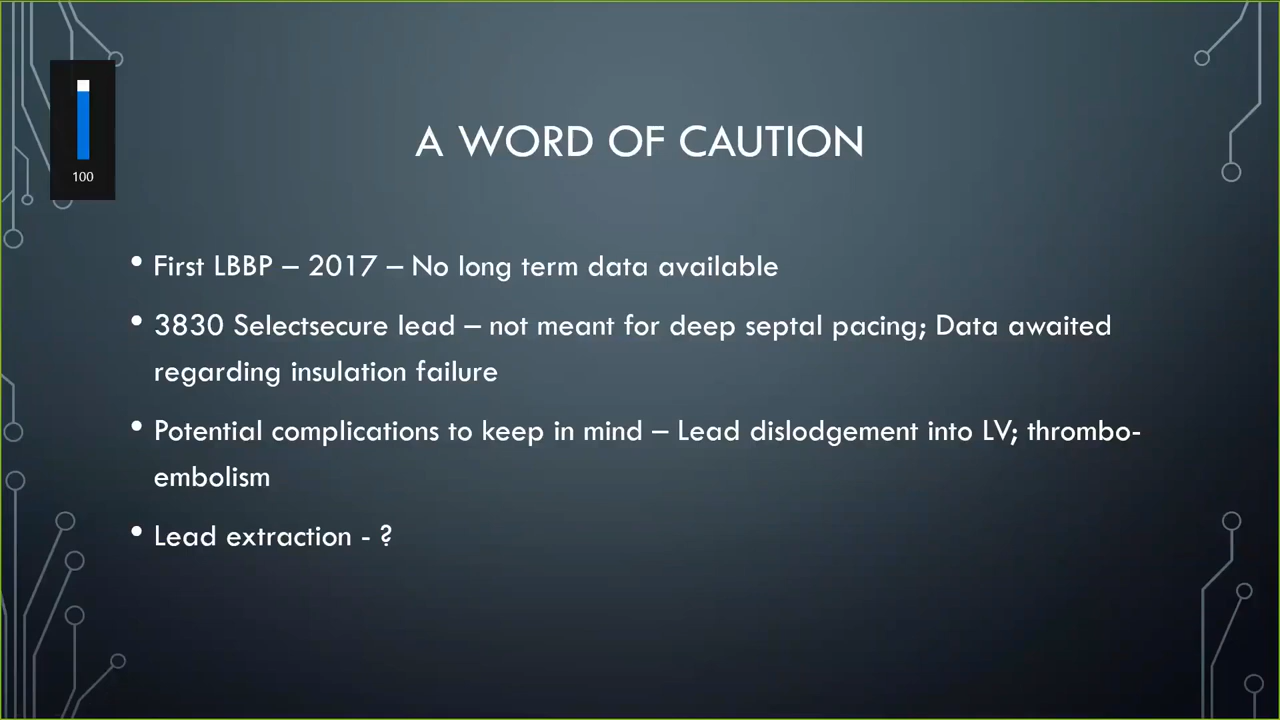 100
A WORD OF CAUTION
• First LBBP – 2017 – No long term data available
• 3830 Selectsecure lead – not meant for deep septal pacing; Data awaited
regarding insulation failure
• Potential complications to keep in mind – Lead dislodgement into LV; thrombo-
embolism
• Lead extraction - ?